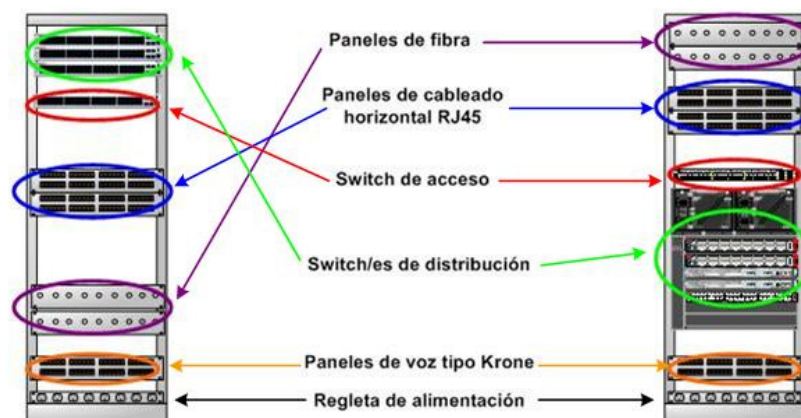 Paneles de fibra
Paneles de cableado
horizontal RJ45
Switch de acceso
Switch/es de distribución
Paneles de voz tipo Krone
Regleta de alimentación